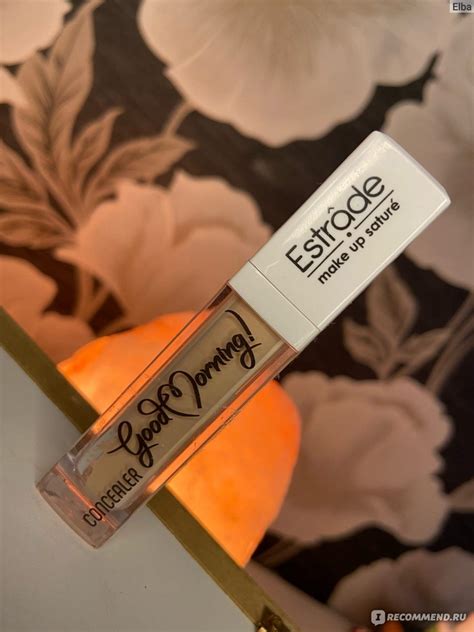 Elba
Estrâde
make up saturé
Good Morning!
CONCEALER
I RECOMMEND.RU